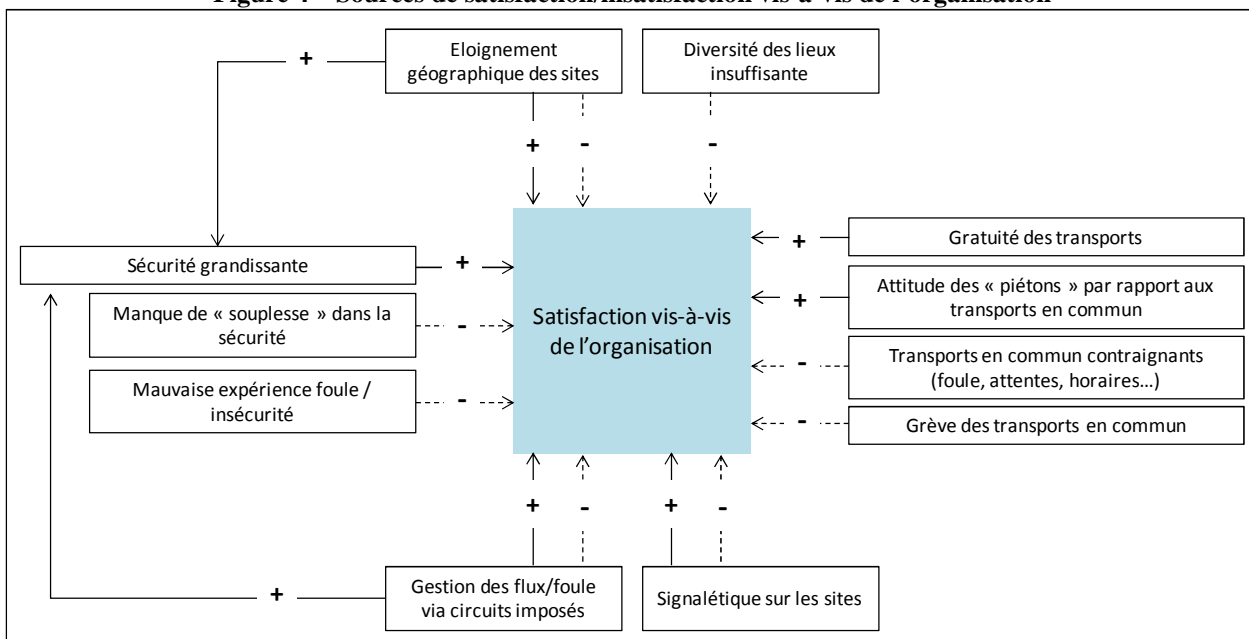 Figure – Sources de satisfaction/insatisfaction vis-à-vis de l'organisation
Eloignement
géographique des sites
Diversité des lieux
insuffisante
+
+
-
-
Sécurité grandissante
+
Manque de « souplesse » dans la
sécurité
-
Mauvaise expérience foule /
insécurité
-
Satisfaction vis-à-vis
de l'organisation
+
Gratuité des transports
+
Attitude des « piétons » par rapport aux
transports en commun
-
Transports en commun contraignants
(foule, attentes, horaires…)
-
Grève des transports en commun
+
-
+
-
+
Gestion des flux/foule
via circuits imposés
Signalétique sur les sites